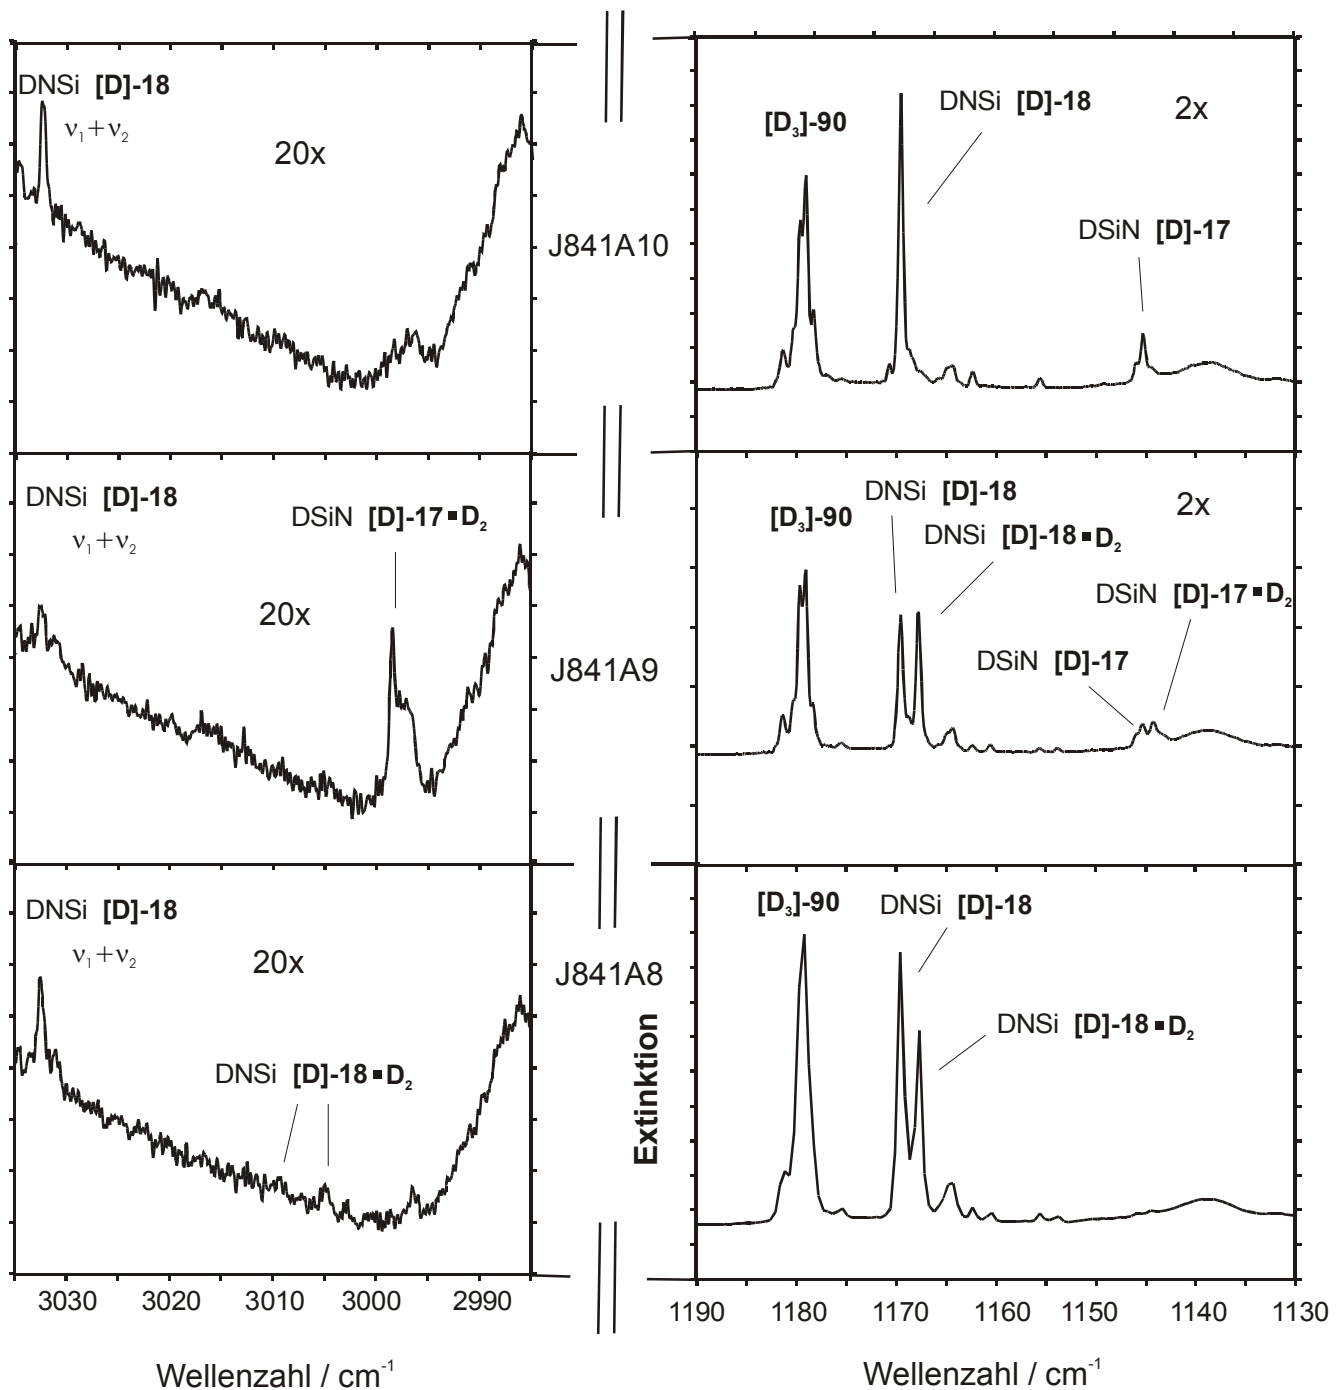 DNSi [D]-18
ν₁+ν₂
20x
J841A10
[D₃]-90
DNSi [D]-18
2x
DSiN [D]-17
DNSi [D]-18
ν₁+ν₂
DSiN [D]-17▪D₂
20x
J841A9
[D₃]-90
DNSi [D]-18
2x
DNSi [D]-18▪D₂
DSiN [D]-17▪D₂
DSiN [D]-17
DNSi [D]-18
ν₁+ν₂
20x
DNSi [D]-18▪D₂
J841A8
Extinktion
[D₃]-90
DNSi [D]-18
DNSi [D]-18▪D₂
3030 3020 3010 3000 2990
1190 1180 1170 1160 1150 1140 1130
Wellenzahl / cm⁻¹
Wellenzahl / cm⁻¹